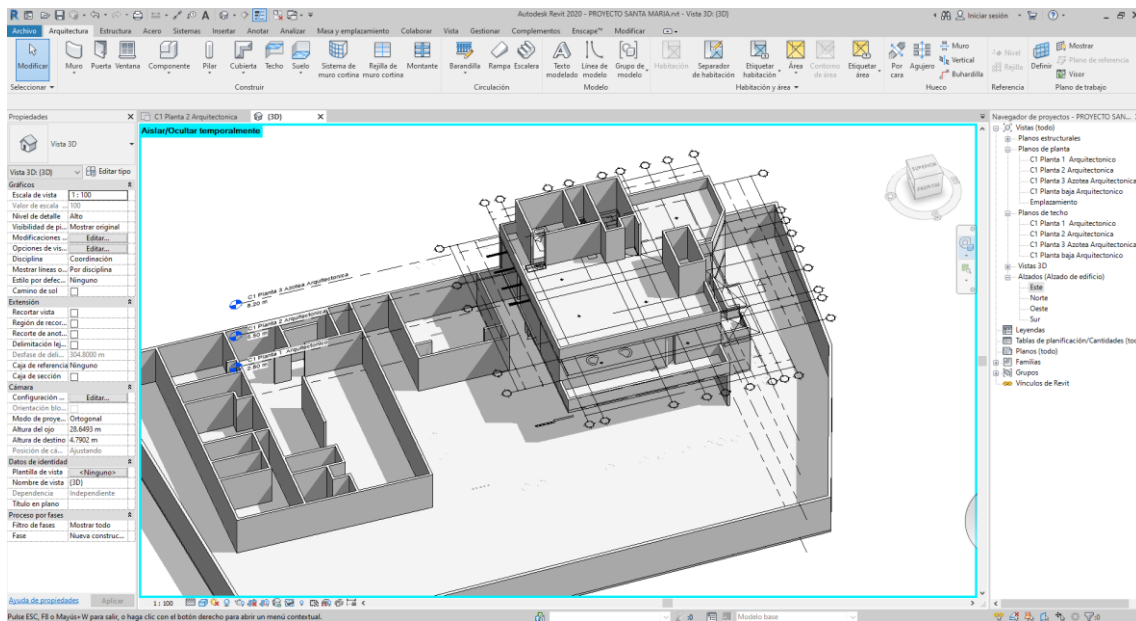 Autodesk Revit 2020 - PROYECTO SANTA MARIA.rvt - Vista 3D: {3D}
Iniciar sesión
Archivo Arquitectura Estructura Acero Sistemas Insertar Anotar Analizar Masa y emplazamiento Colaborar Vista Gestionar Complementos Enscape™ Modificar
Modificar Muro Puerta Ventana Componente Pilar Cubierta Techo Suelo Sistema de muro cortina Rejilla de muro cortina Montante Barandilla Rampa Escalera Texto modelado Línea de modelo Grupo de modelo Habitación Separador de habitación Etiquetar habitación Área Contorno de área Etiquetar área Por cara Agujero Muro Vertical Buhardilla Nivel Rejilla Definir Mostrar Plano de referencia Visor
Seleccionar Construir Circulación Modelo Habitación y área Hueco Referencia Plano de trabajo
Propiedades
Vista 3D
Vista 3D: {3D} Editar tipo
Gráficos
Escala de vista 1 : 100
Valor de escala ... 100
Nivel de detalle Alto
Visibilidad de pi... Mostrar original
Modificaciones ... Editar...
Opciones de vis... Editar...
Disciplina Coordinación
Mostrar líneas o... Por disciplina
Estilo por defec... Ninguno
Camino de sol
Extensión
Recortar vista
Región de recor...
Recorte de anot...
Delimitación lej...
Desfase de deli... 304.8000 m
Caja de referencia Ninguno
Caja de sección
Cámara
Configuración ... Editar...
Orientación blo...
Modo de proye... Ortogonal
Altura del ojo 28.6493 m
Altura de destino 4.7902 m
Posición de cá... Ajustando
Datos de identidad
Plantilla de vista <Ninguno>
Nombre de vista {3D}
Dependencia Independiente
Título en plano
Proceso por fases
Filtro de fases Mostrar todo
Fase Nueva construc...
Ayuda de propiedades Aplicar
C1 Planta 2 Arquitectonica {3D}
Aislar/Ocultar temporalmente
C1 Planta 3 Azotea Arquitectonica
8.20 m
C1 Planta 2 Arquitectonica
C1 Planta 1 Arquitectonica
SUPERIOR
FRONTAL
1 : 100
Navegador de proyectos - PROYECTO SAN...
Vistas (todo)
Planos estructurales
Planos de planta
C1 Planta 1 Arquitectonico
C1 Planta 2 Arquitectonica
C1 Planta 3 Azotea Arquitectonica
C1 Planta baja Arquitectonico
Emplazamiento
Planos de techo
C1 Planta 1 Arquitectonico
C1 Planta 2 Arquitectonica
C1 Planta 3 Azotea Arquitectonica
C1 Planta baja Arquitectonico
Vistas 3D
Alzados (Alzado de edificio)
Este
Norte
Oeste
Sur
Leyendas
Tablas de planificación/Cantidades (tod
Planos (todo)
Familias
Grupos
Vínculos de Revit
Pulse ESC, F8 o Mayús+W para salir, o haga clic con el botón derecho para abrir un menú contextual.
:0 Modelo base :0